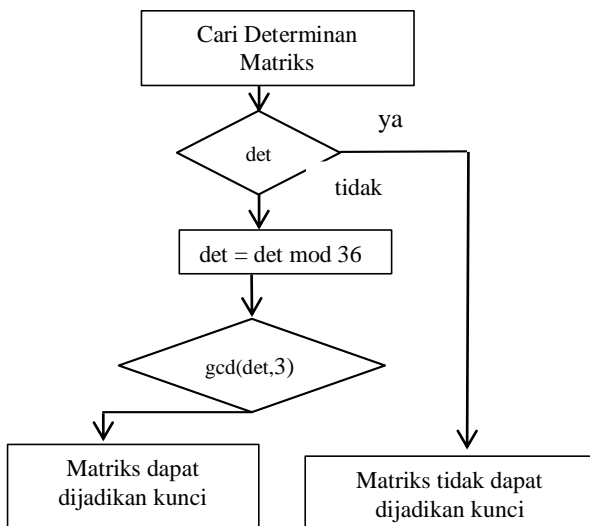 Cari Determinan
Matriks
ya
det
tidak
det = det mod 36
gcd(det,3)
Matriks dapat
dijadikan kunci
Matriks tidak dapat
dijadikan kunci